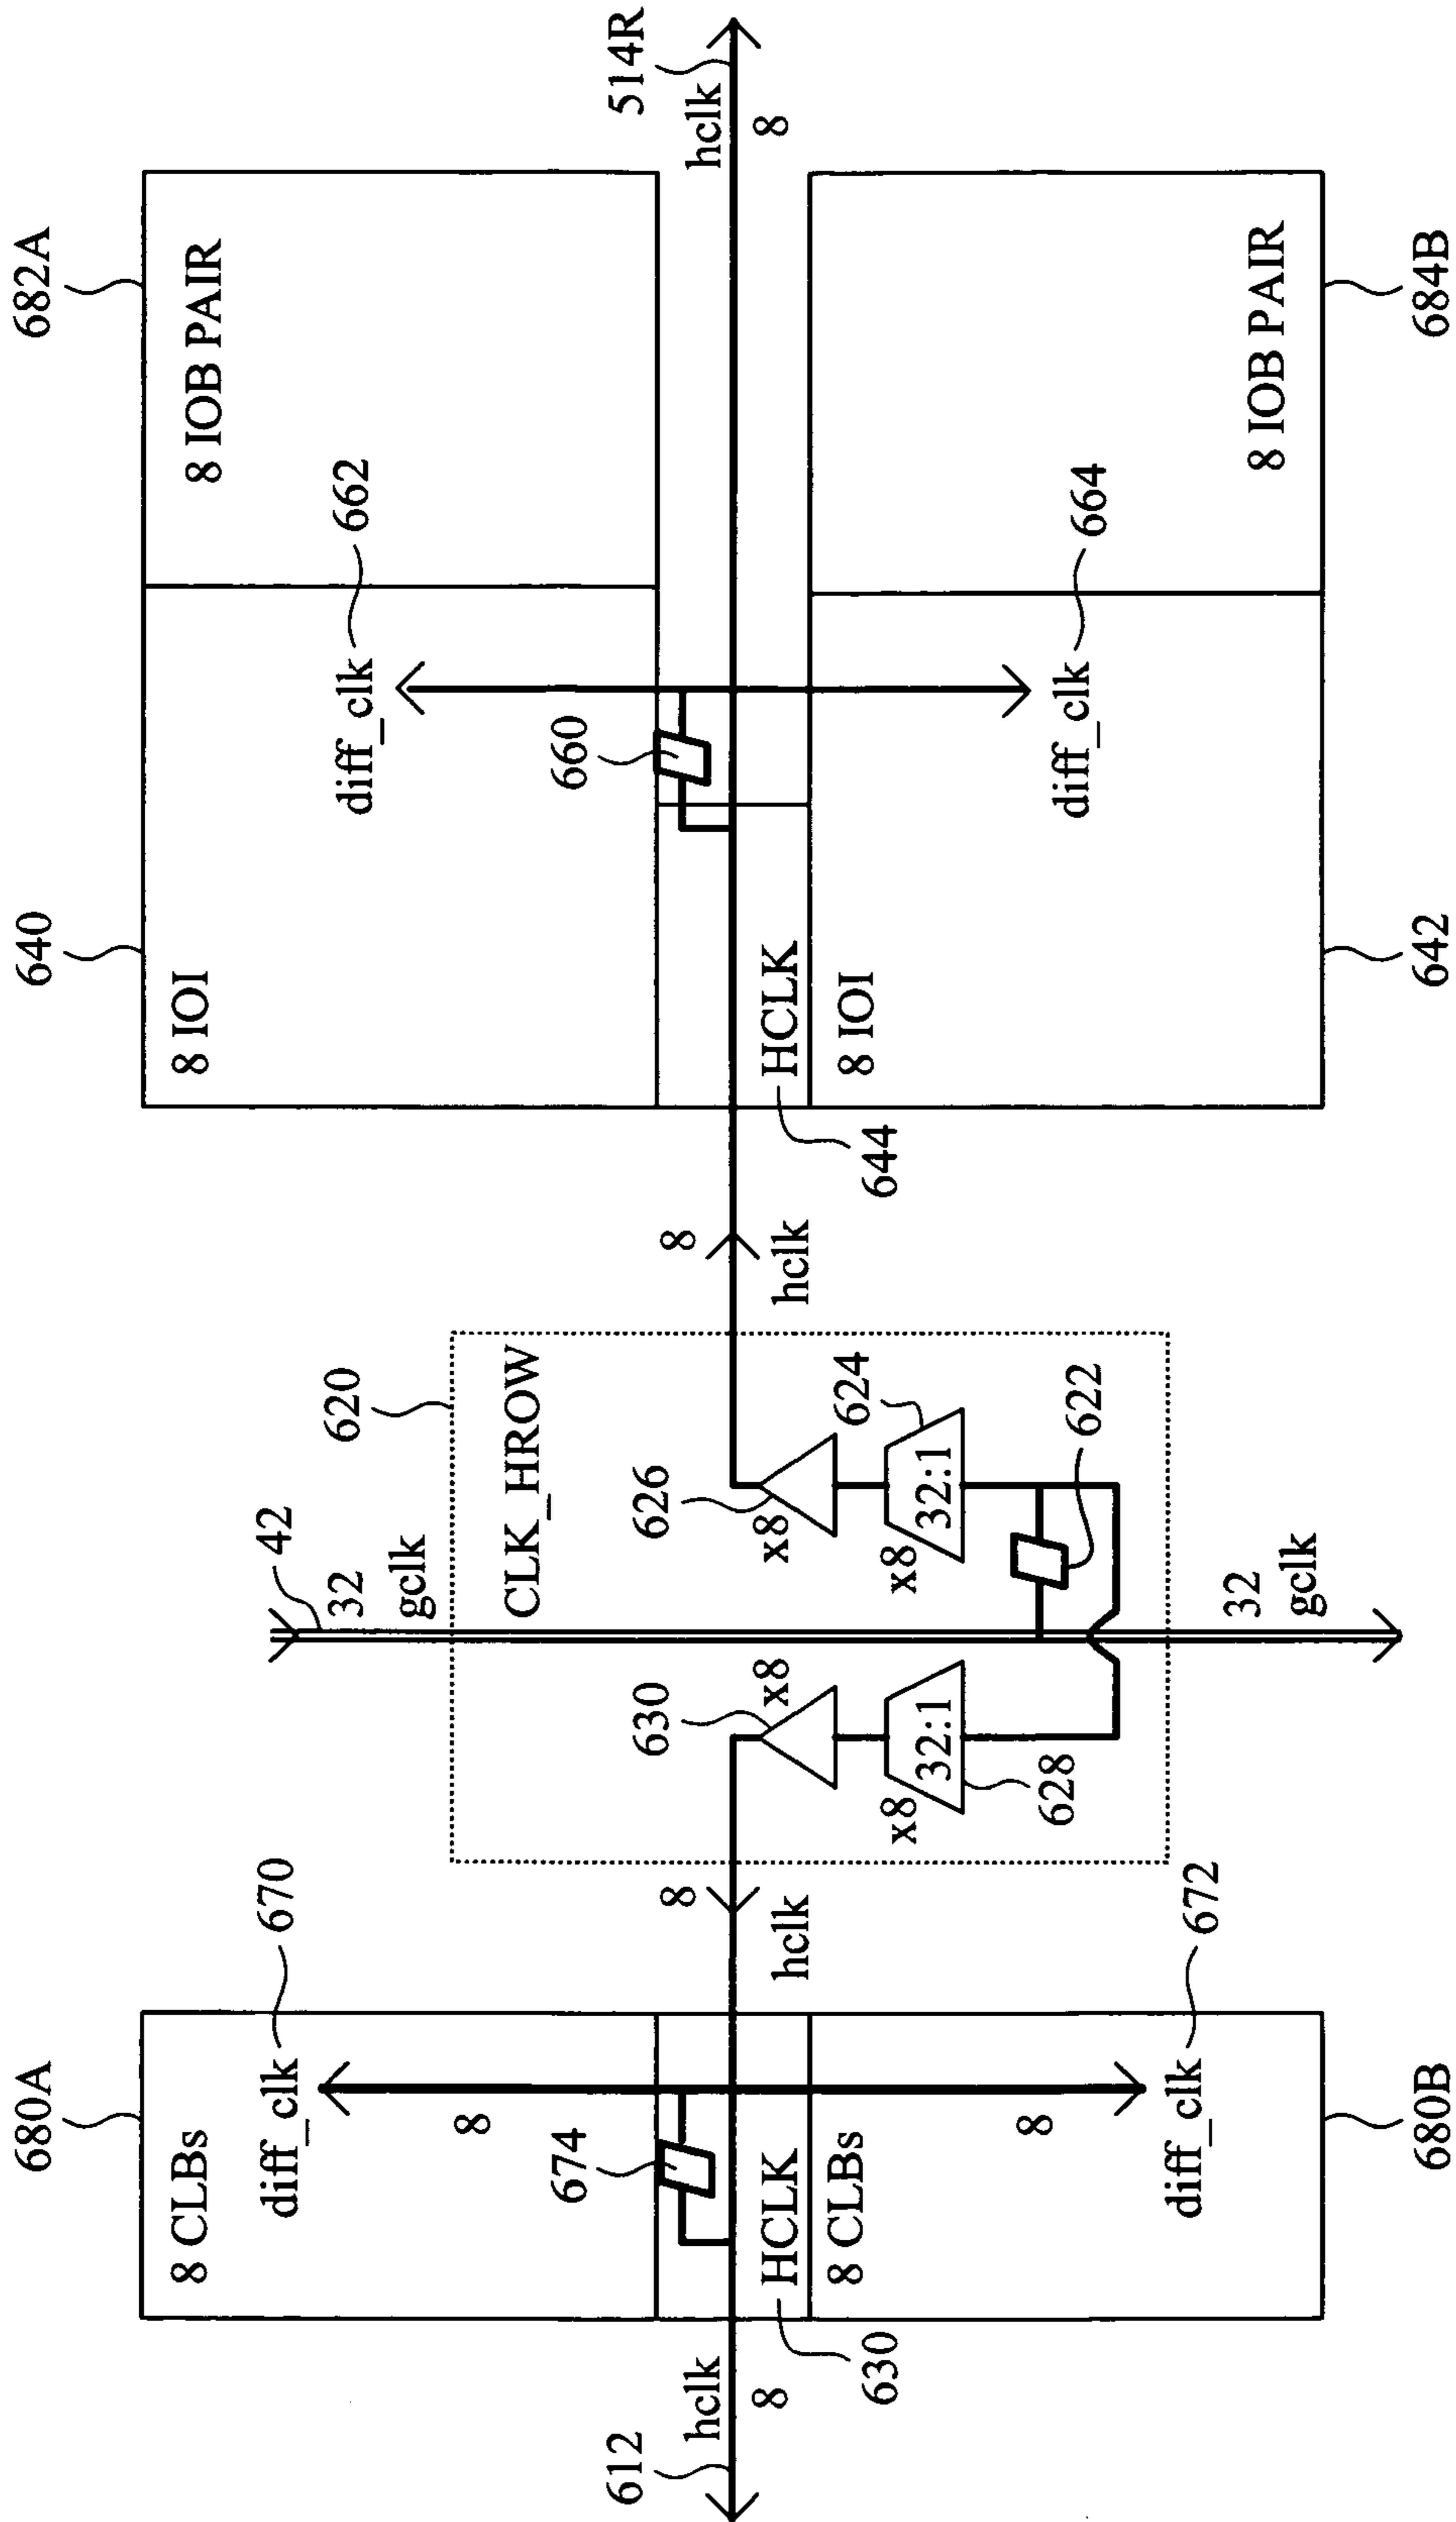 680A
8 CLBs
diff_clk
670
8
674
612
hclk
8
HCLK
630
8 CLBs
8
diff_clk
672
680B
8
hclk
42
32
gclk
620
CLK_HROW
630
x8
626
x8
x8
32:1
628
x8
32:1
624
622
32
gclk
8
hclk
640
8 IOI
diff_clk
662
682A
8 IOB PAIR
660
644
HCLK
514R
hclk
8
8 IOI
diff_clk
664
642
8 IOB PAIR
684B